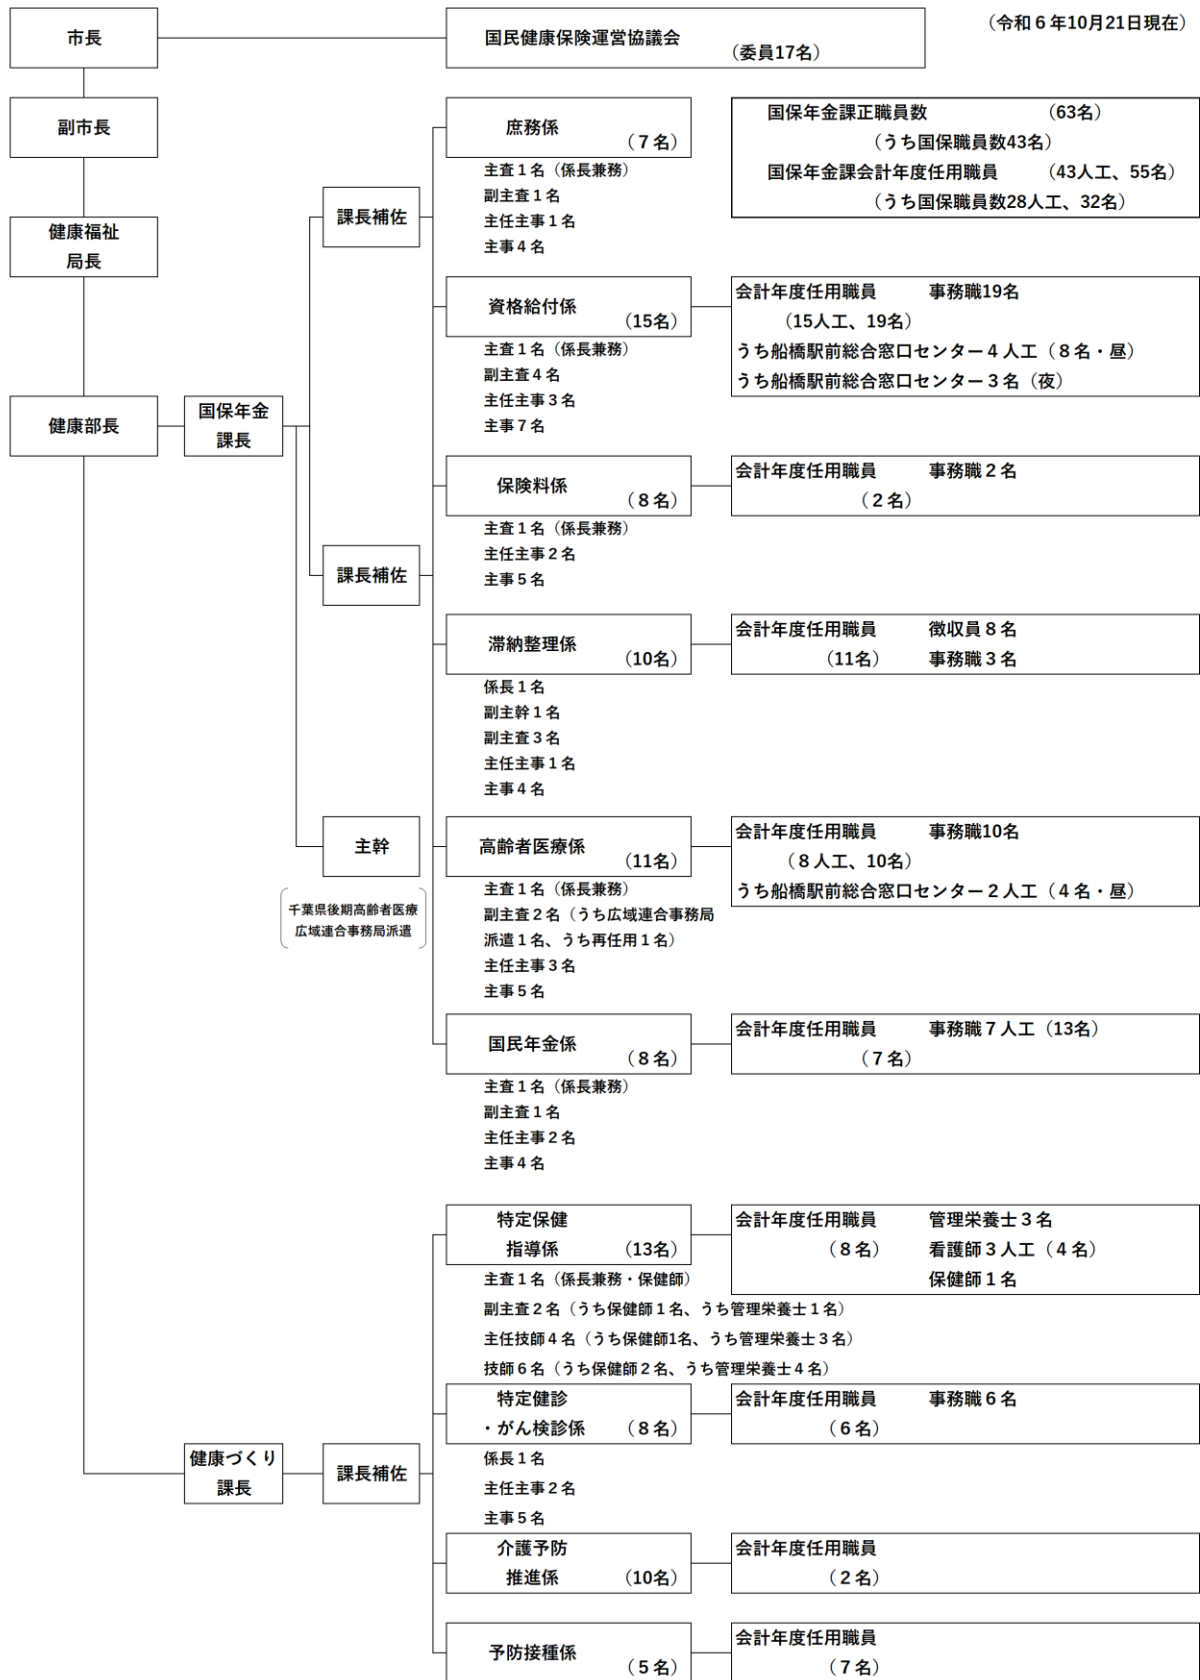 （令和６年10月21日現在）
市長
国民健康保険運営協議会
（委員17名）
副市長
健康福祉
局長
健康部長
国保年金
課長
課長補佐
課長補佐
主幹
千葉県後期高齢者医療
広域連合事務局派遣
国保年金課正職員数　（63名）
（うち国保職員数43名）
国保年金課会計年度任用職員　（43人工、55名）
（うち国保職員数28人工、32名）
庶務係
（７名）
主査１名（係長兼務）
副主査１名
主任主事１名
主事４名
資格給付係
（15名）
主査１名（係長兼務）
副主査４名
主任主事３名
主事７名
会計年度任用職員　事務職19名
（15人工、19名）
うち船橋駅前総合窓口センター４人工（８名・昼）
うち船橋駅前総合窓口センター３名（夜）
保険料係
（８名）
主査１名（係長兼務）
主任主事２名
主事５名
会計年度任用職員　事務職２名
（２名）
滞納整理係
（10名）
係長１名
副主幹１名
副主査３名
主任主事１名
主事４名
会計年度任用職員　徴収員８名
（11名）　事務職３名
高齢者医療係
（11名）
主査１名（係長兼務）
副主査２名（うち広域連合事務局
派遣１名、うち再任用１名）
主任主事３名
主事５名
会計年度任用職員　事務職10名
（８人工、10名）
うち船橋駅前総合窓口センター２人工（４名・昼）
国民年金係
（８名）
主査１名（係長兼務）
副主査１名
主任主事２名
主事４名
会計年度任用職員　事務職７人工（13名）
（７名）
健康づくり
課長
課長補佐
特定保健
指導係　（13名）
主査１名（係長兼務・保健師）
副主査２名（うち保健師１名、うち管理栄養士１名）
主任技師４名（うち保健師1名、うち管理栄養士３名）
技師６名（うち保健師２名、うち管理栄養士４名）
会計年度任用職員　管理栄養士３名
（８名）　看護師３人工（４名）
保健師１名
特定健診
・がん検診係　（８名）
係長１名
主任主事２名
主事５名
会計年度任用職員　事務職６名
（６名）
介護予防
推進係　（10名）
会計年度任用職員
（２名）
予防接種係
（５名）
会計年度任用職員
（７名）